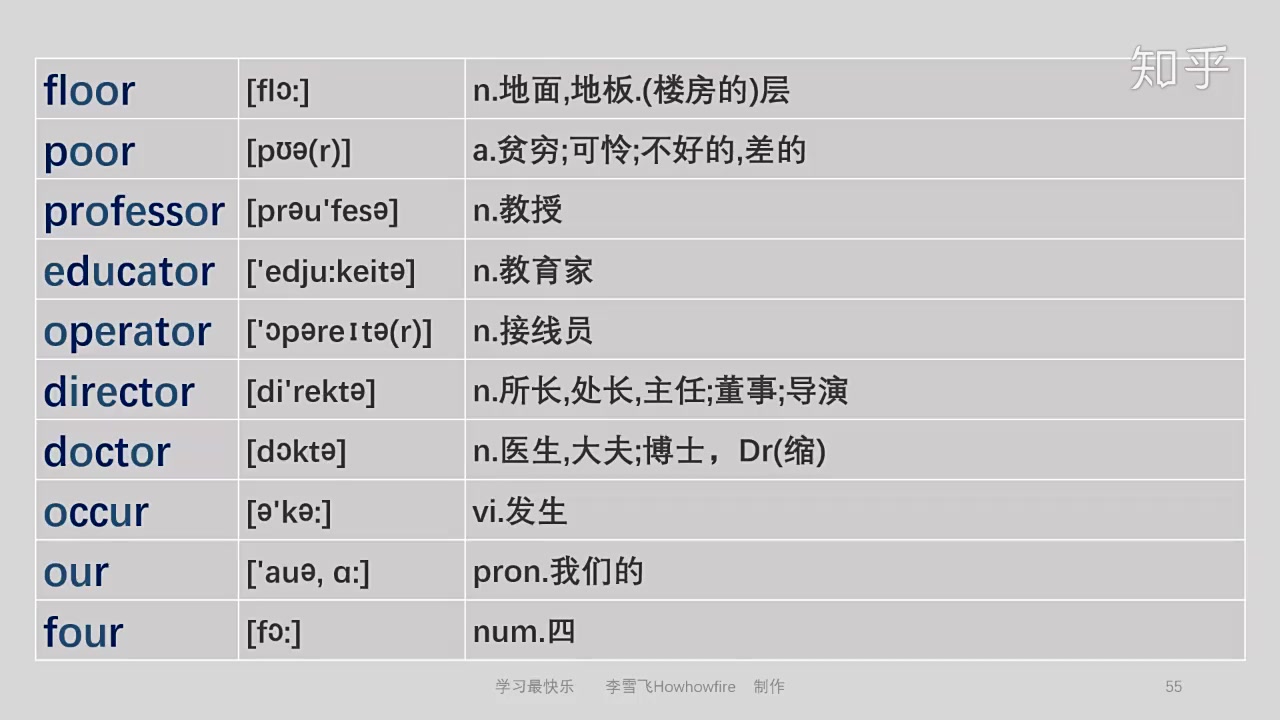 知乎
floor [flɔ:] n.地面,地板.(楼房的)层
poor [pʊə(r)] a.贫穷;可怜;不好的,差的
professor [prəu'fesə] n.教授
educator ['edju:keitə] n.教育家
operator ['ɔpəreɪtə(r)] n.接线员
director [di'rektə] n.所长,处长,主任;董事;导演
doctor [dɔktə] n.医生,大夫;博士，Dr(缩)
occur [ə'kə:] vi.发生
our ['auə, ɑ:] pron.我们的
four [fɔ:] num.四
学习最快乐 李雪飞Howhowfire 制作 55